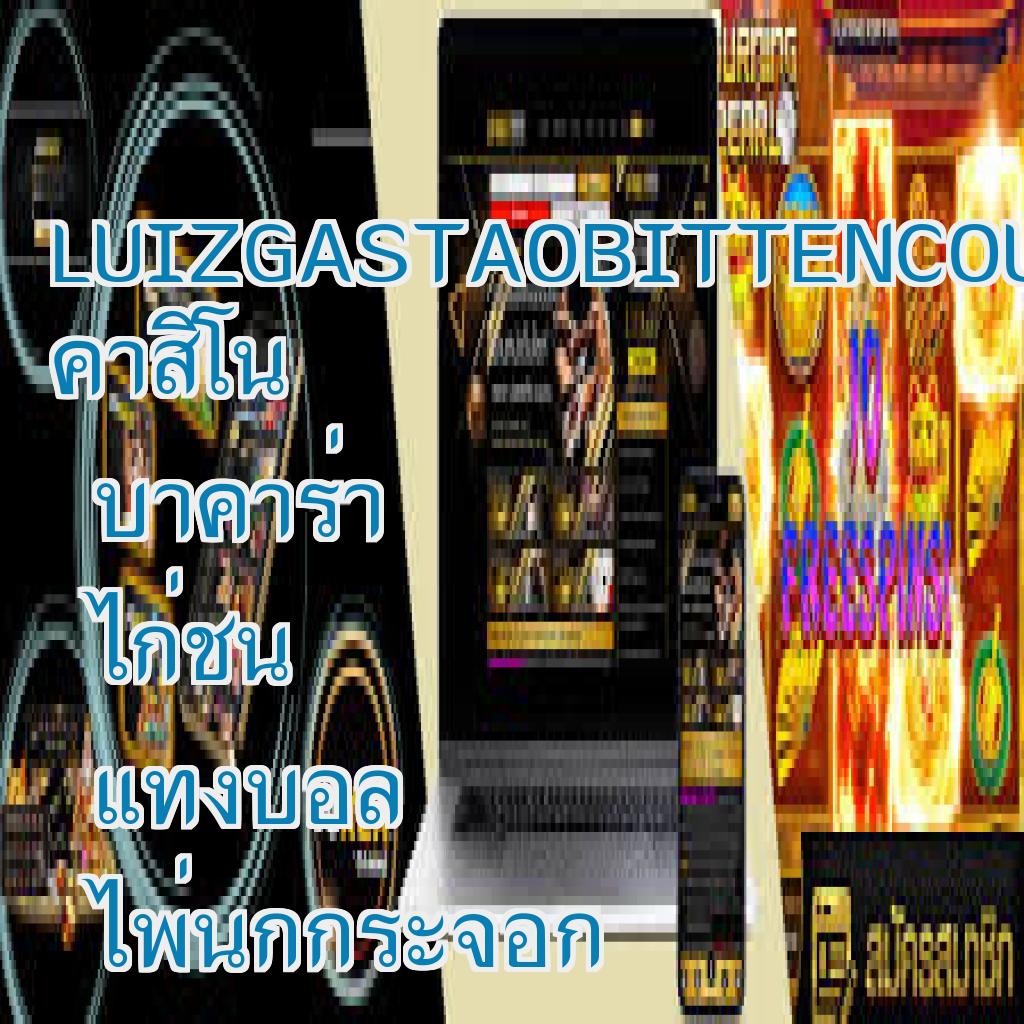 LUIZGASTAOBITTENCOU
คาสิโน
บาคาร่า
ไก่ชน
แทงบอล
ไพ่นกกระจอก
10
FREESPINS!
สมัครสมาชิก